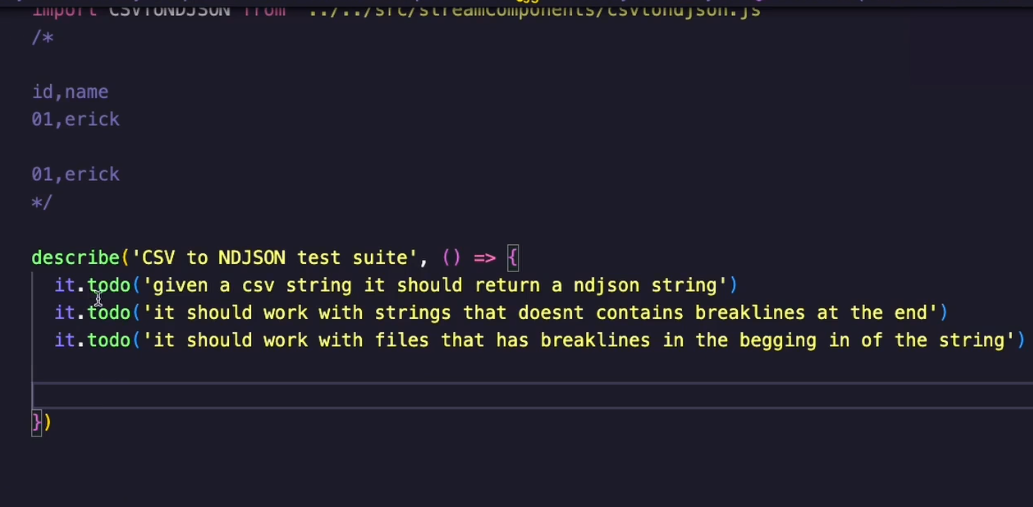 import CSVToNDJSON from '../../src/streamComponents/csvtondjson.js'
/*
id,name
01,erick
01,erick
*/
describe('CSV to NDJSON test suite', () => {
it.todo('given a csv string it should return a ndjson string')
it.todo('it should work with strings that doesnt contains breaklines at the end')
it.todo('it should work with files that has breaklines in the begging in of the string')
})